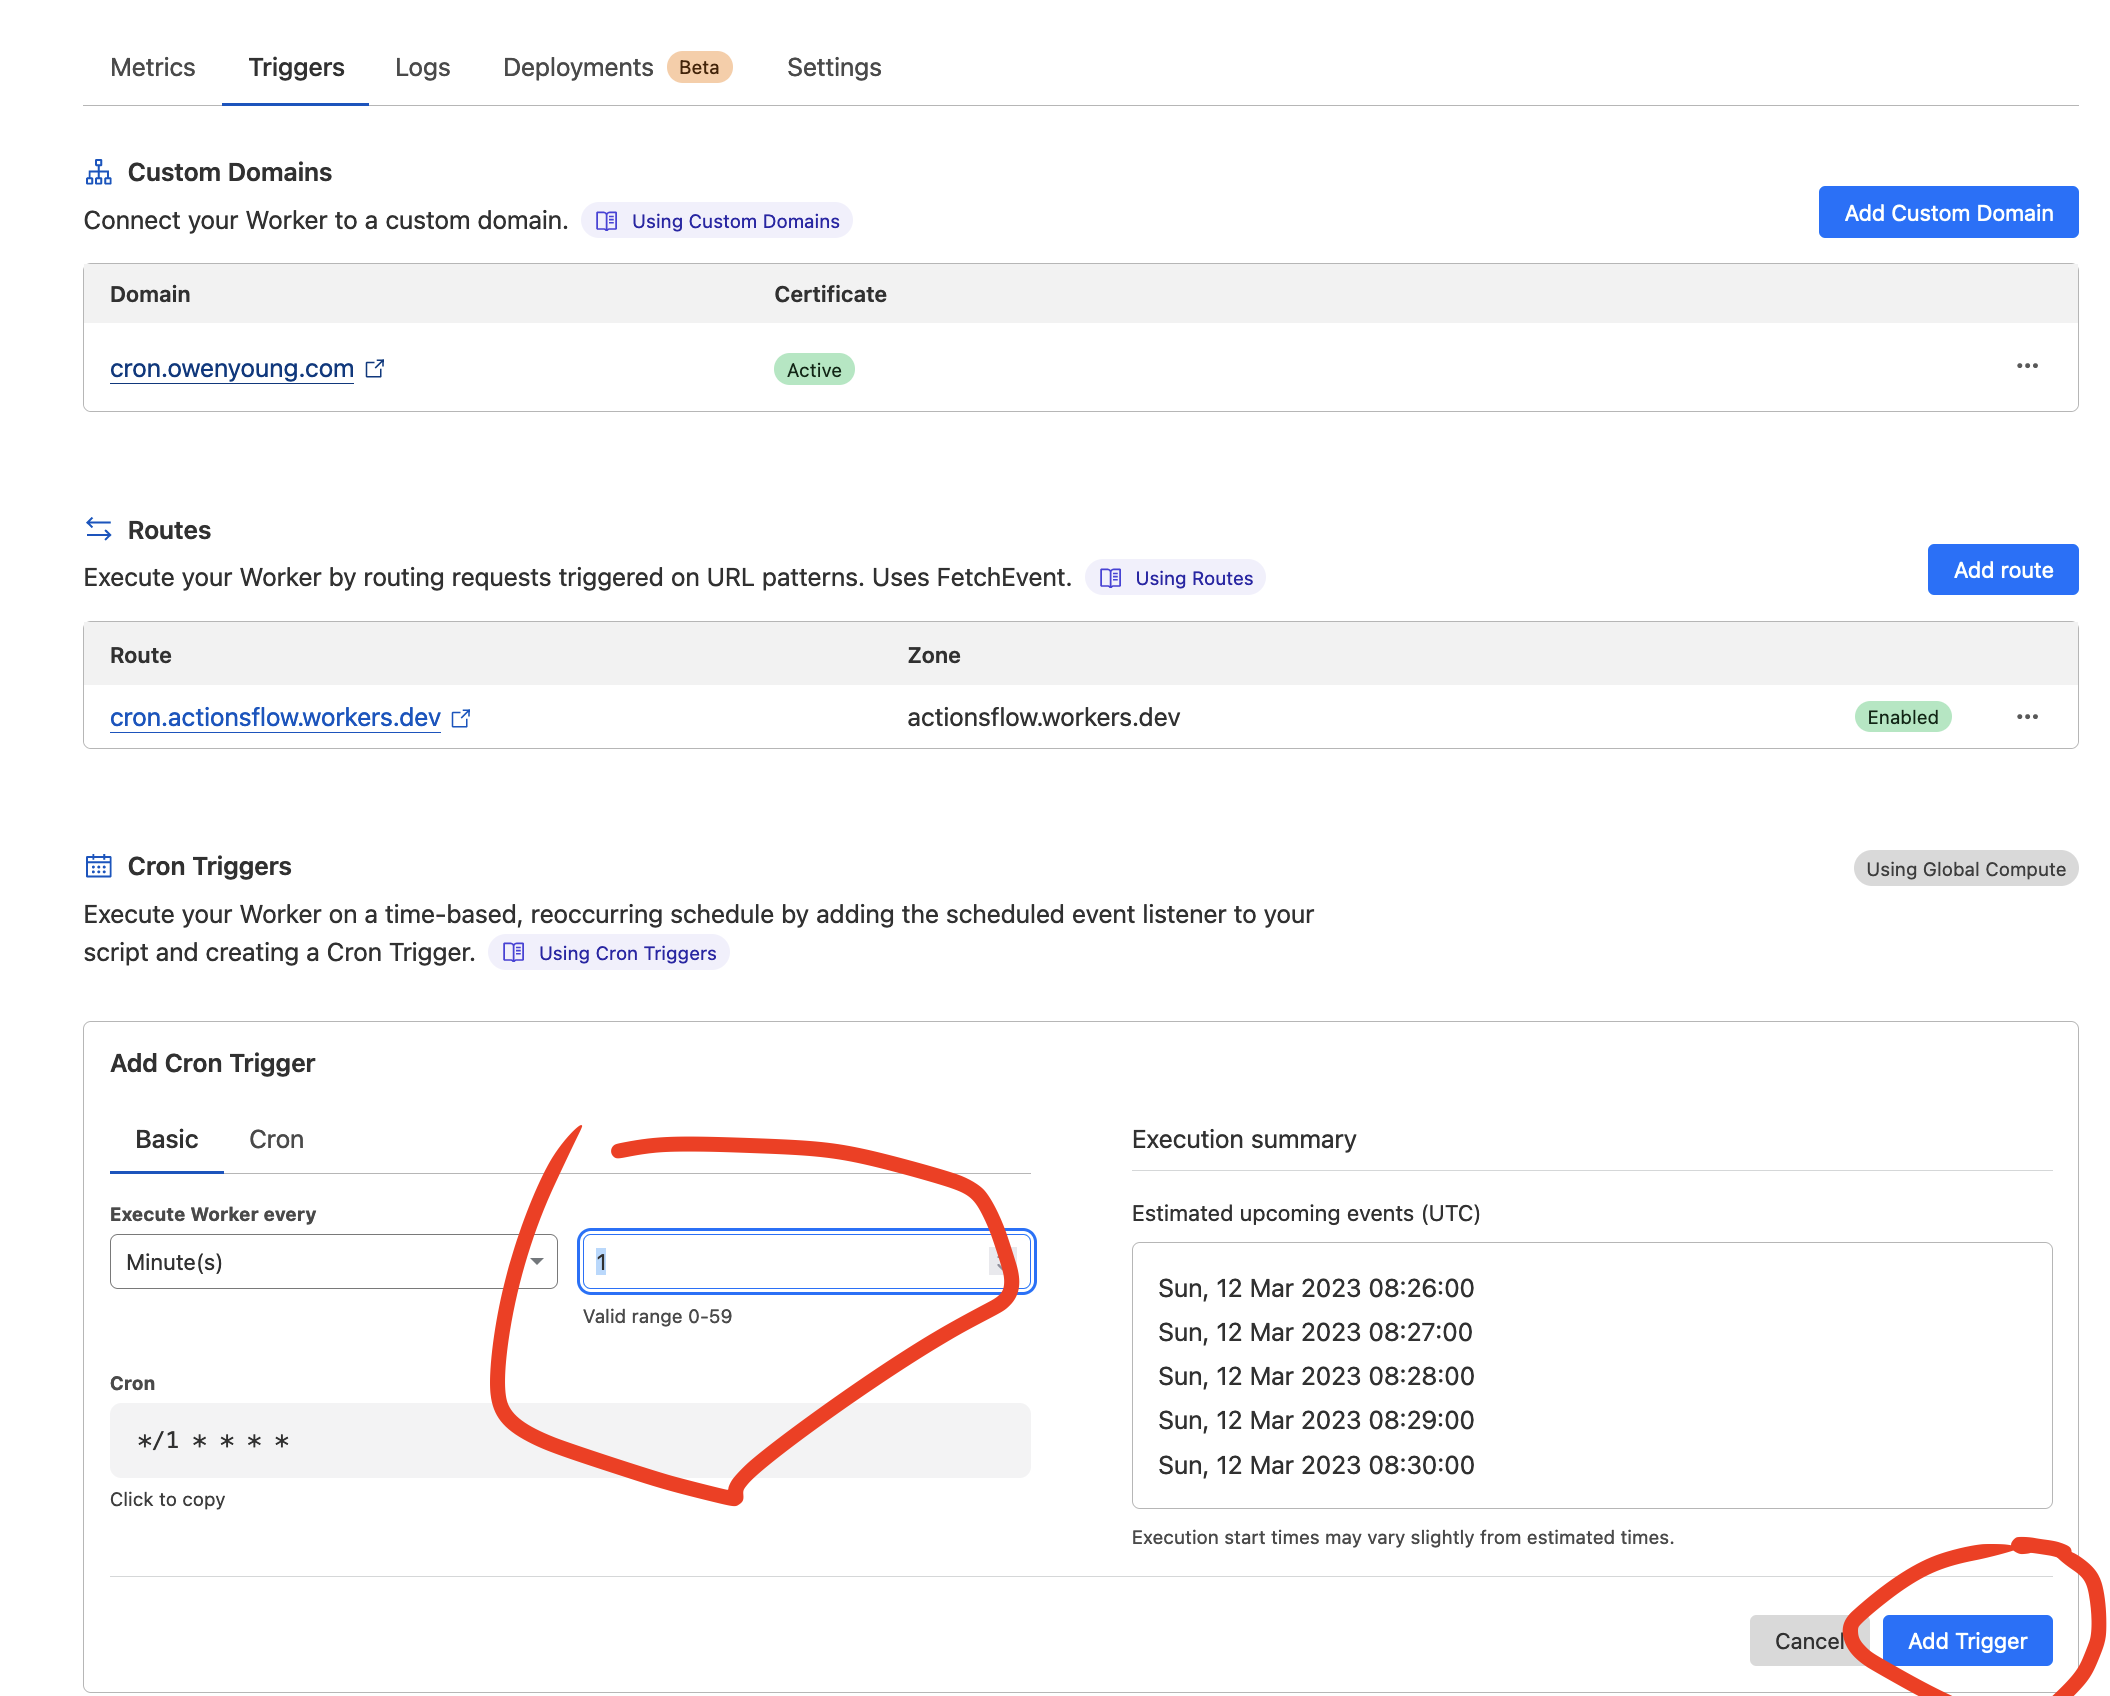 Metrics Triggers Logs Deployments Beta Settings
Custom Domains
Connect your Worker to a custom domain. Using Custom Domains
Add Custom Domain
Domain Certificate
cron.owenyoung.com Active
Routes
Execute your Worker by routing requests triggered on URL patterns. Uses FetchEvent. Using Routes
Add route
Route Zone
cron.actionsflow.workers.dev actionsflow.workers.dev Enabled
Cron Triggers
Using Global Compute
Execute your Worker on a time-based, reoccurring schedule by adding the scheduled event listener to your
script and creating a Cron Trigger. Using Cron Triggers
Add Cron Trigger
Basic Cron
Execute Worker every
Minute(s) 1
Valid range 0-59
Cron
*/1 * * * *
Click to copy
Execution summary
Estimated upcoming events (UTC)
Sun, 12 Mar 2023 08:26:00
Sun, 12 Mar 2023 08:27:00
Sun, 12 Mar 2023 08:28:00
Sun, 12 Mar 2023 08:29:00
Sun, 12 Mar 2023 08:30:00
Execution start times may vary slightly from estimated times.
Cancel Add Trigger